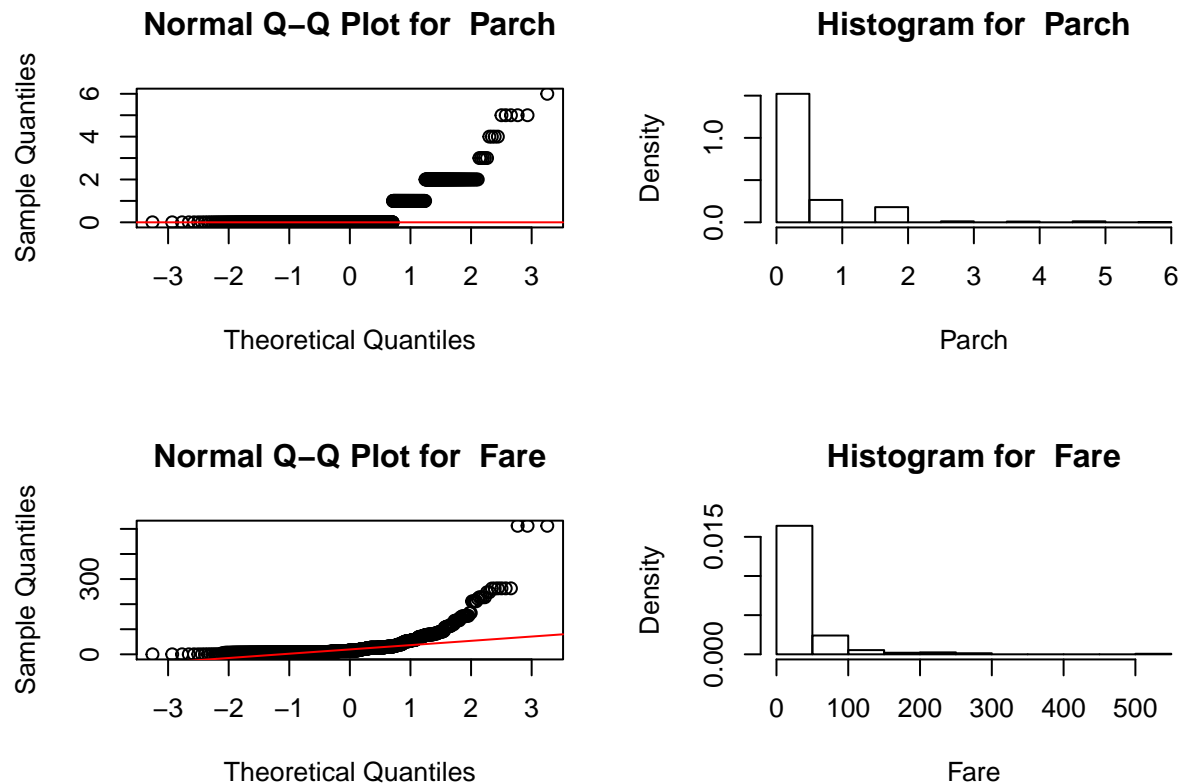 Normal Q−Q Plot for  Parch
Sample Quantiles
0 2 4 6
−3 −2 −1 0 1 2 3
Theoretical Quantiles
Histogram for  Parch
Density
0.0 1.0
0 1 2 3 4 5 6
Parch
Normal Q−Q Plot for  Fare
Sample Quantiles
0 300
−3 −2 −1 0 1 2 3
Theoretical Quantiles
Histogram for  Fare
Density
0.000 0.015
0 100 200 300 400 500
Fare